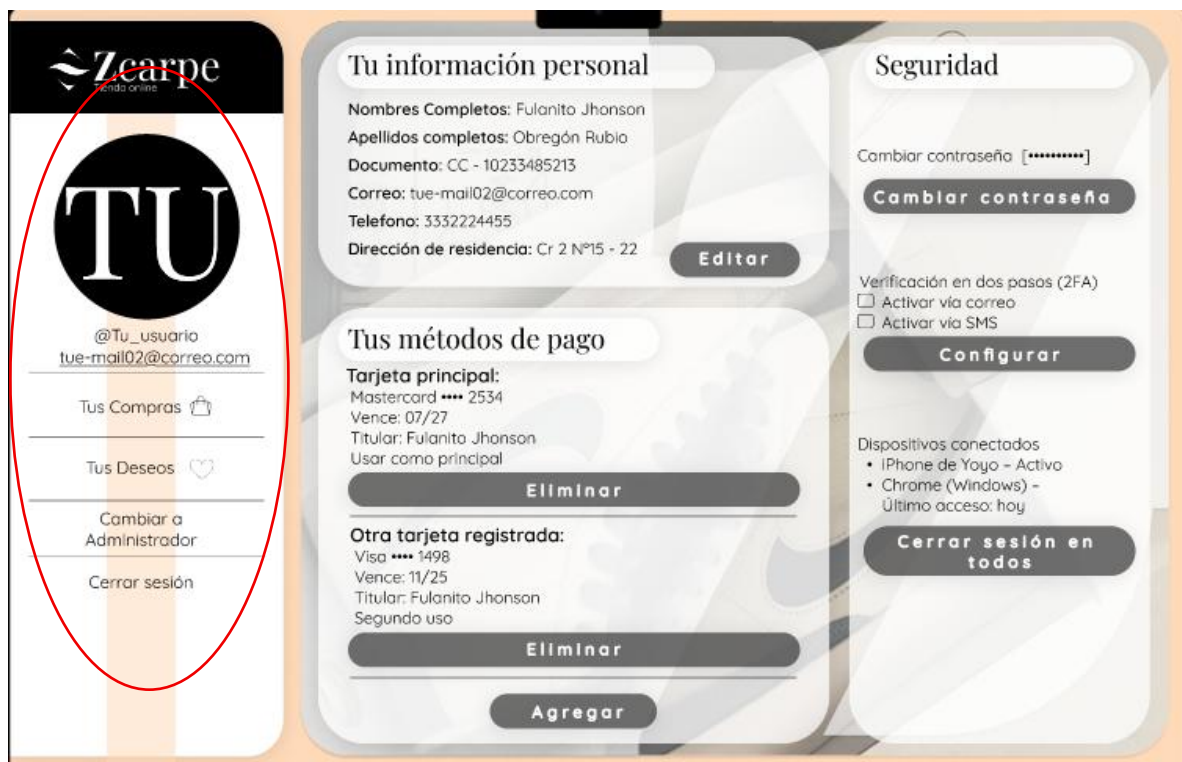 Zcarpe
Tienda online
TU
@Tu_usuario
tue-mail02@correo.com
Tus Compras
Tus Deseos
Cambiar a
Administrador
Cerrar sesión
Tu información personal
Nombres Completos: Fulanito Jhonson
Apellidos completos: Obregón Rubio
Documento: CC - 10233485213
Correo: tue-mail02@correo.com
Telefono: 3332224455
Dirección de residencia: Cr 2 N°15 - 22
Editar
Tus métodos de pago
Tarjeta principal:
Mastercard •••• 2534
Vence: 07/27
Titular: Fulanito Jhonson
Usar como principal
Eliminar
Otra tarjeta registrada:
Visa •••• 1498
Vence: 11/25
Titular: Fulanito Jhonson
Segundo uso
Eliminar
Agregar
Seguridad
Cambiar contraseña [••••••••••]
Cambiar contraseña
Verificación en dos pasos (2FA)
Activar vía correo
Activar vía SMS
Configurar
Dispositivos conectados
• iPhone de Yoyo – Activo
• Chrome (Windows) –
Último acceso: hoy
Cerrar sesión en
todos